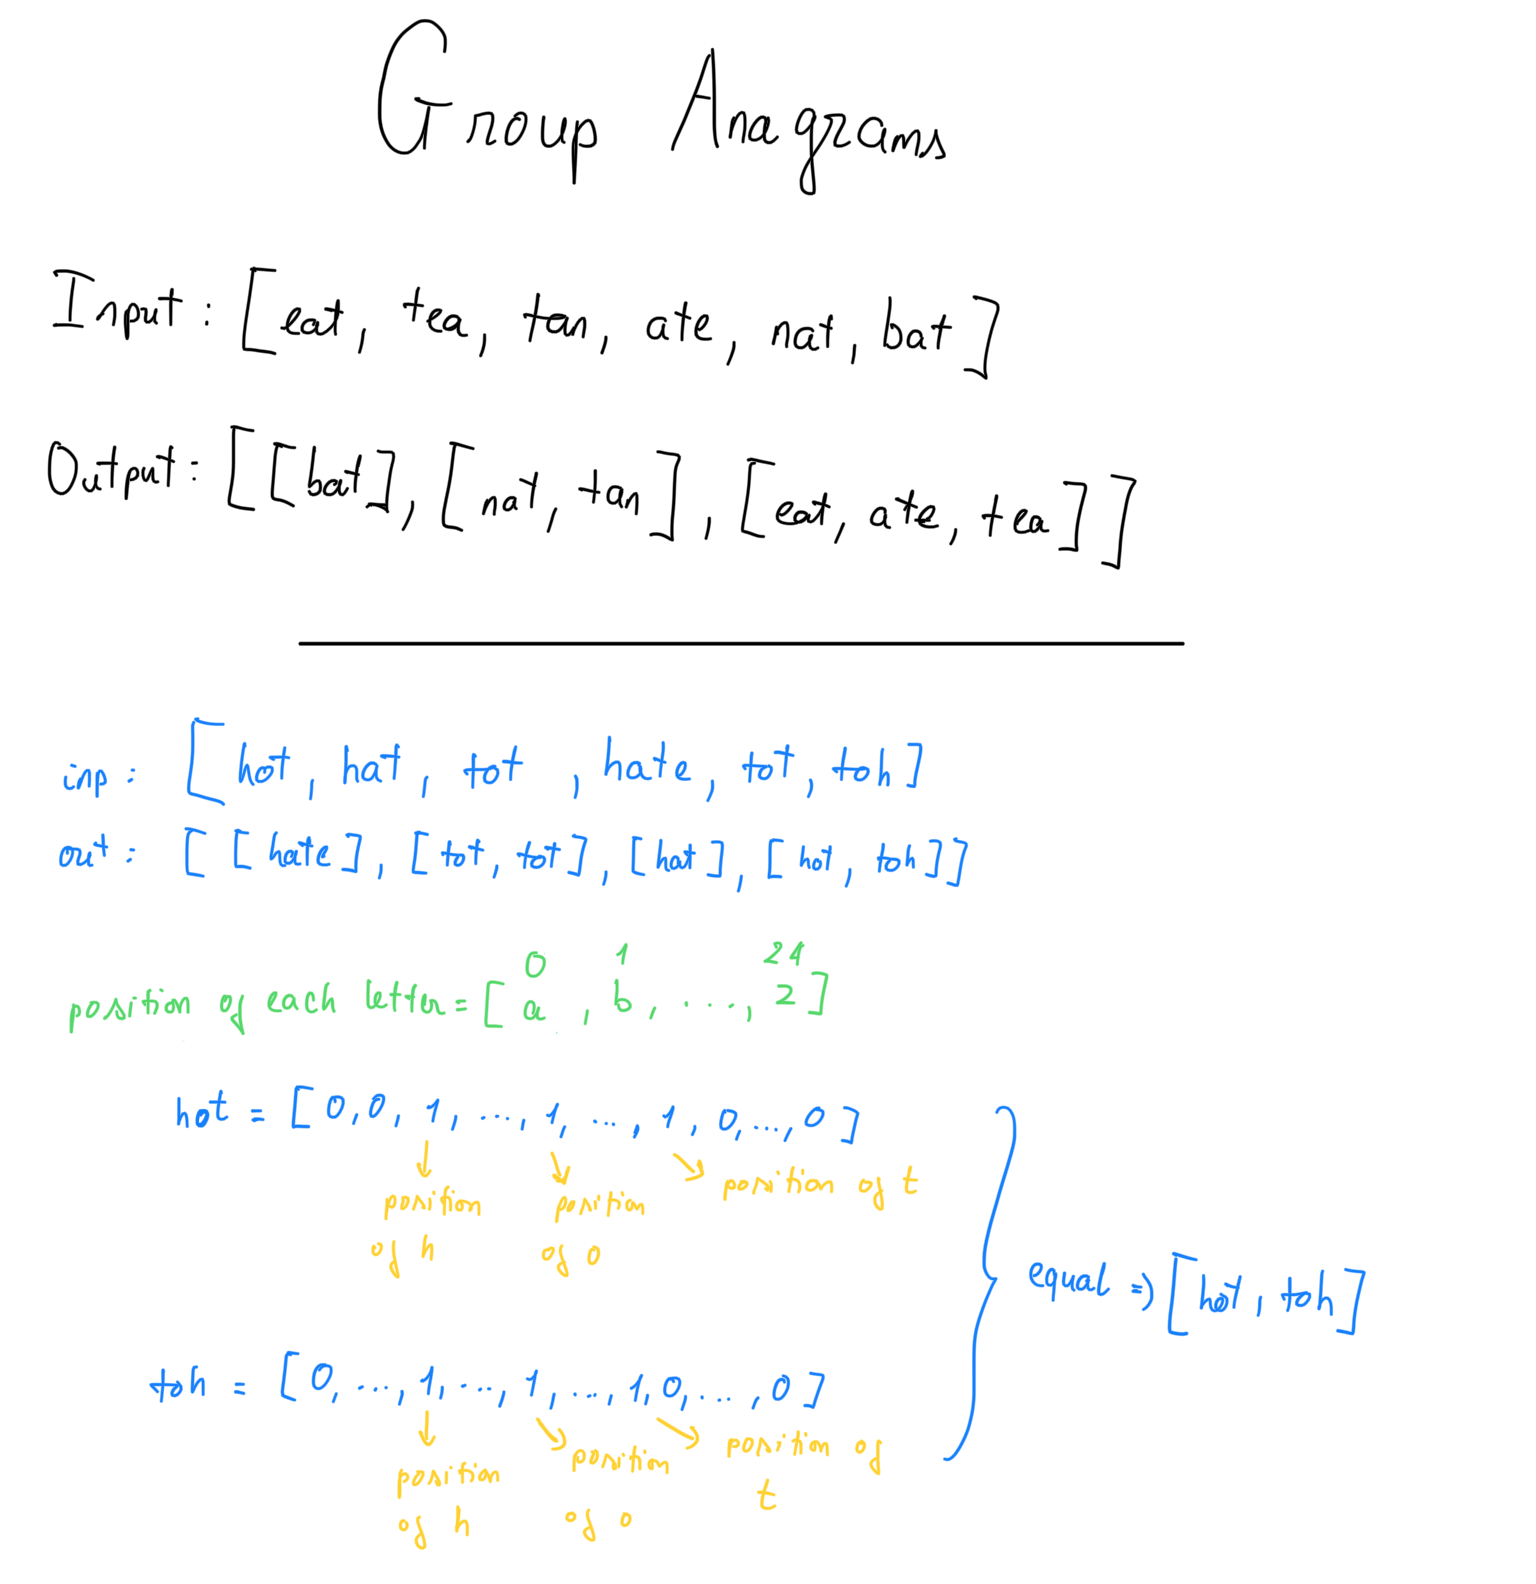 Group Anagrams
Input: [eat, tea, tan, ate, nat, bat]
Output: [[bat], [nat, tan], [eat, ate, tea]]
inp: [hot, hat, tot, hate, tot, toh]
out: [[hate], [tot, tot], [hat], [hot, toh]]
0 1 24
position of each letter = [a, b, ..., z]
hot = [0,0, 1, ..., 1, ..., 1, 0, ..., 0]
position of h
position of o
position of t
equal => [hot, toh]
toh = [0, ..., 1, ..., 1, ..., 1, 0, ..., 0]
position of h
position of o
position of t